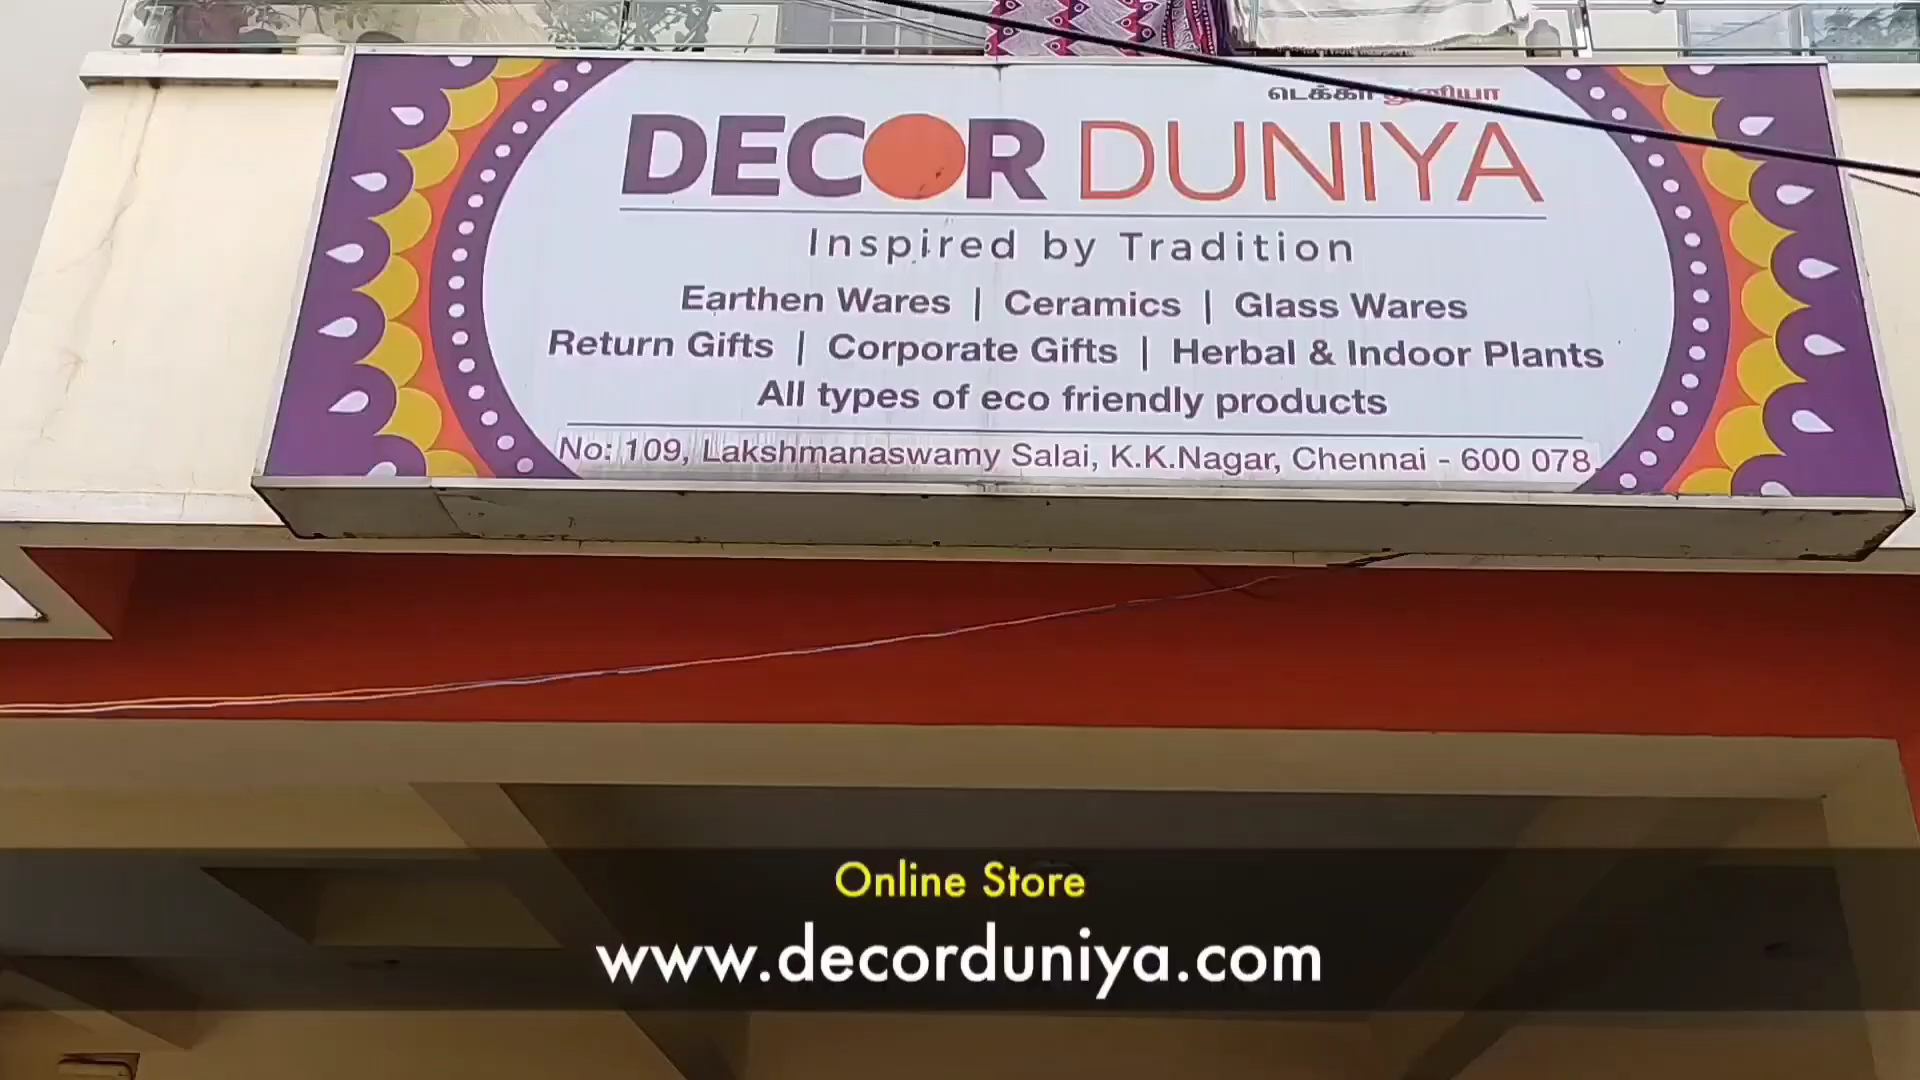 டெக்கார் துனியா
DECOR DUNIYA
Inspired by Tradition
Earthen Wares | Ceramics | Glass Wares
Return Gifts | Corporate Gifts | Herbal & Indoor Plants
All types of eco friendly products
No: 109, Lakshmanaswamy Salai, K.K.Nagar, Chennai - 600 078.
Online Store
www.decorduniya.com